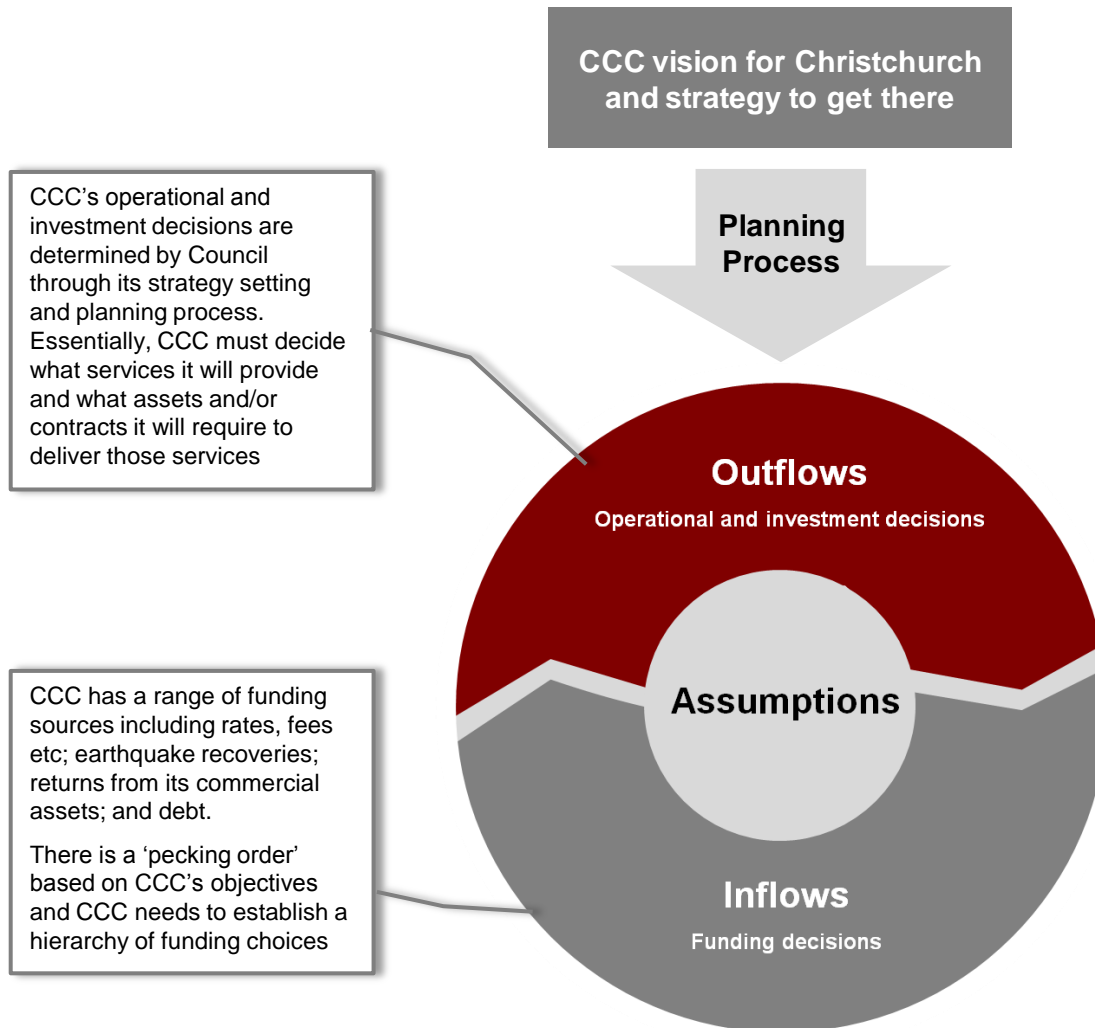 CCC vision for Christchurch
and strategy to get there
Planning
Process
CCC’s operational and
investment decisions are
determined by Council
through its strategy setting
and planning process.
Essentially, CCC must decide
what services it will provide
and what assets and/or
contracts it will require to
deliver those services
Outflows
Operational and investment decisions
Assumptions
CCC has a range of funding
sources including rates, fees
etc; earthquake recoveries;
returns from its commercial
assets; and debt.
There is a ‘pecking order’
based on CCC’s objectives
and CCC needs to establish a
hierarchy of funding choices
Inflows
Funding decisions